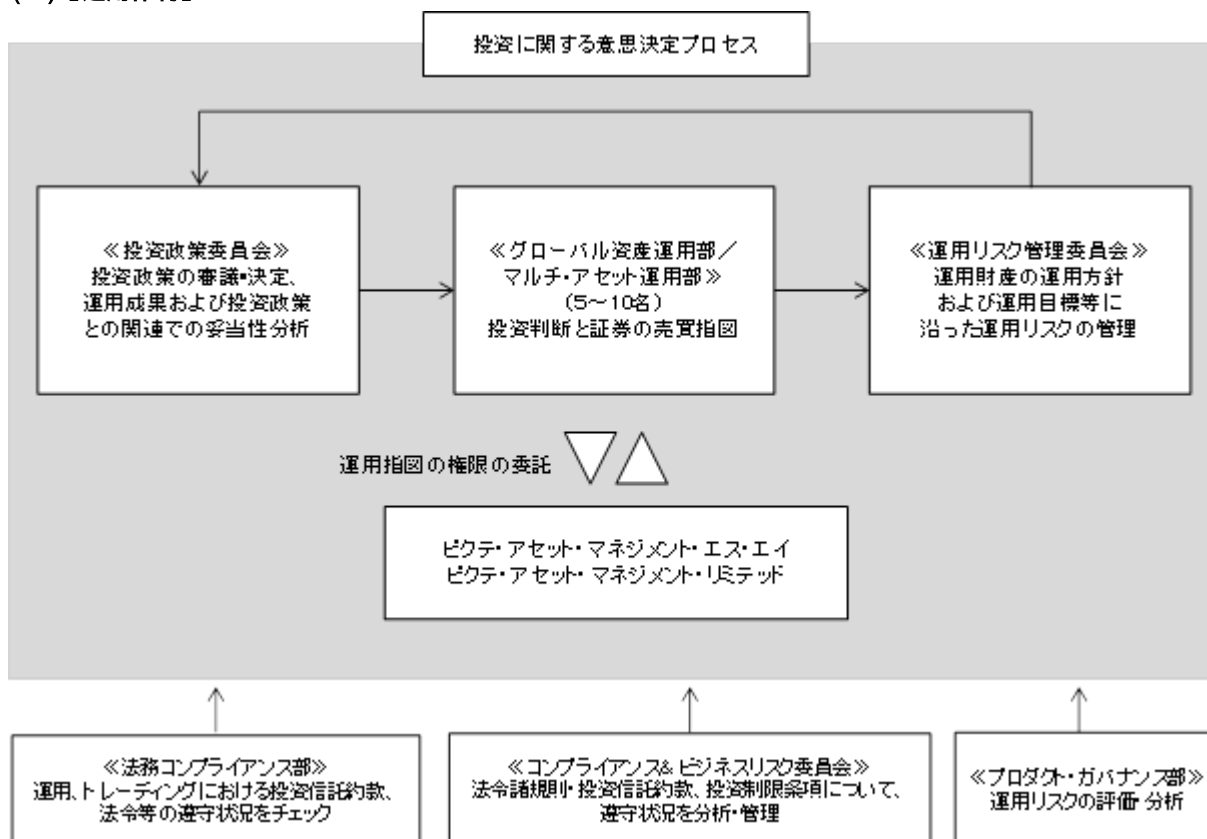 投資に関する意思決定プロセス
≪投資政策委員会≫
投資政策の審議・決定、
運用成果および投資政策
との関連での妥当性分析
≪グローバル資産運用部／
マルチ・アセット運用部≫
(5～10名)
投資判断と証券の売買指図
≪運用リスク管理委員会≫
運用財産の運用方針
および運用目標等に
沿った運用リスクの管理
運用指図の権限の委託
ピクテ・アセット・マネジメント・エス・エイ
ピクテ・アセット・マネジメント・リミテッド
≪法務コンプライアンス部≫
運用、トレーディングにおける投資信託約款、
法令等の遵守状況をチェック
≪コンプライアンス&ビジネスリスク委員会≫
法令諸規則・投資信託約款、投資制限条項について、
遵守状況を分析・管理
≪プロダクト・ガバナンス部≫
運用リスクの評価・分析